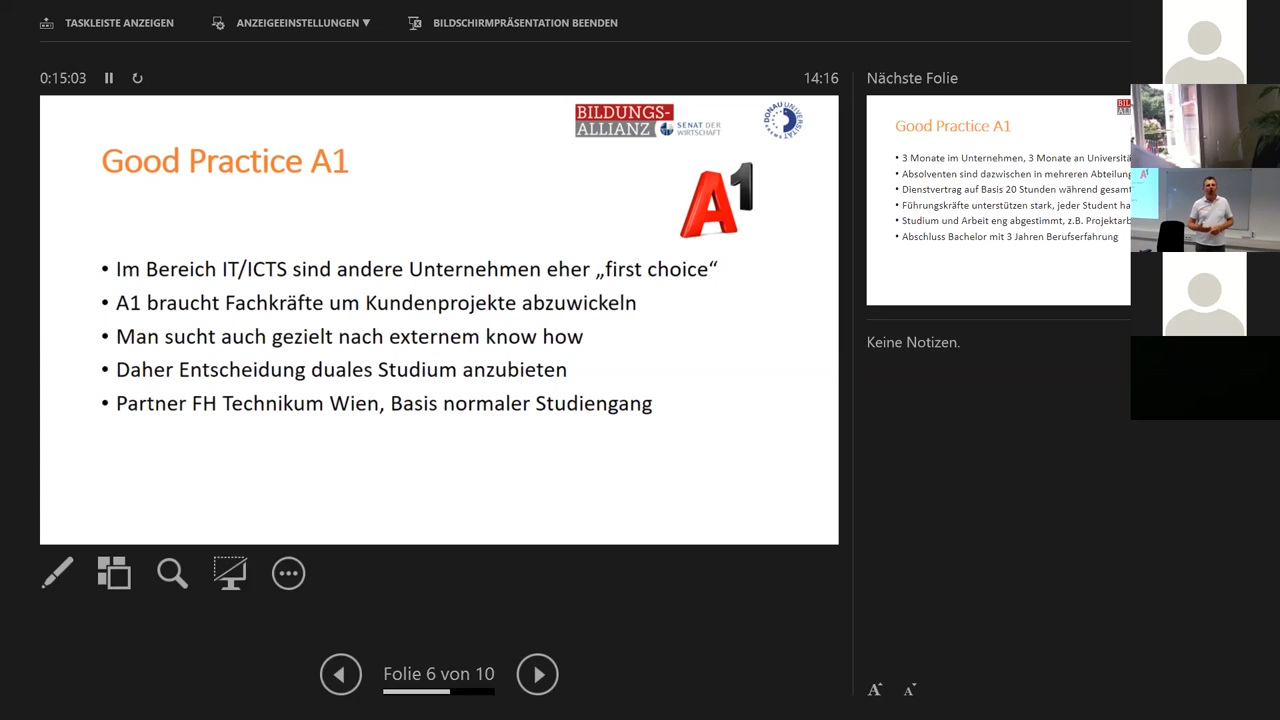 TASKLEISTE ANZEIGEN
ANZEIGEEINSTELLUNGEN ▼
BILDSCHIRMPRÄSENTATION BEENDEN
0:15:03
14:16
BILDUNGS-
ALLIANZ
SENAT DER
WIRTSCHAFT
DONAU UNIVERSITÄT
Good Practice A1
A1
• Im Bereich IT/ICTS sind andere Unternehmen eher „first choice“
• A1 braucht Fachkräfte um Kundenprojekte abzuwickeln
• Man sucht auch gezielt nach externem know how
• Daher Entscheidung duales Studium anzubieten
• Partner FH Technikum Wien, Basis normaler Studiengang
Folie 6 von 10
Nächste Folie
Good Practice A1
• 3 Monate im Unternehmen, 3 Monate an
• Absolventen sind dazwischen in mehreren
• Dienstvertrag auf Basis 20 Stunden während
• Führungskräfte unterstützen stark, jeder Student
• Studium und Arbeit eng abgestimmt, z.B.
• Abschluss Bachelor mit 3 Jahren Berufserfahrung
Keine Notizen.
A A